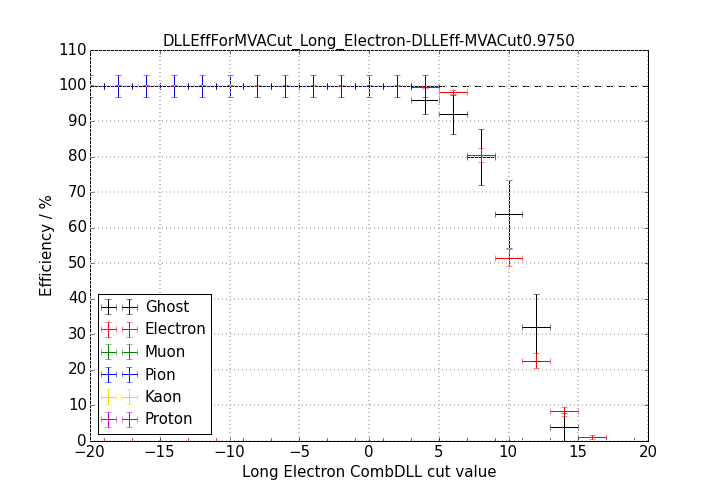 DLLEffForMVACut_Long_Electron-DLLEff-MVACut0.9750
110
100
90
80
70
60
50
40
30
20
10
0
Efficiency / %
Ghost
Electron
Muon
Pion
Kaon
Proton
−20 −15 −10 −5 0 5 10 15 20
Long Electron CombDLL cut value